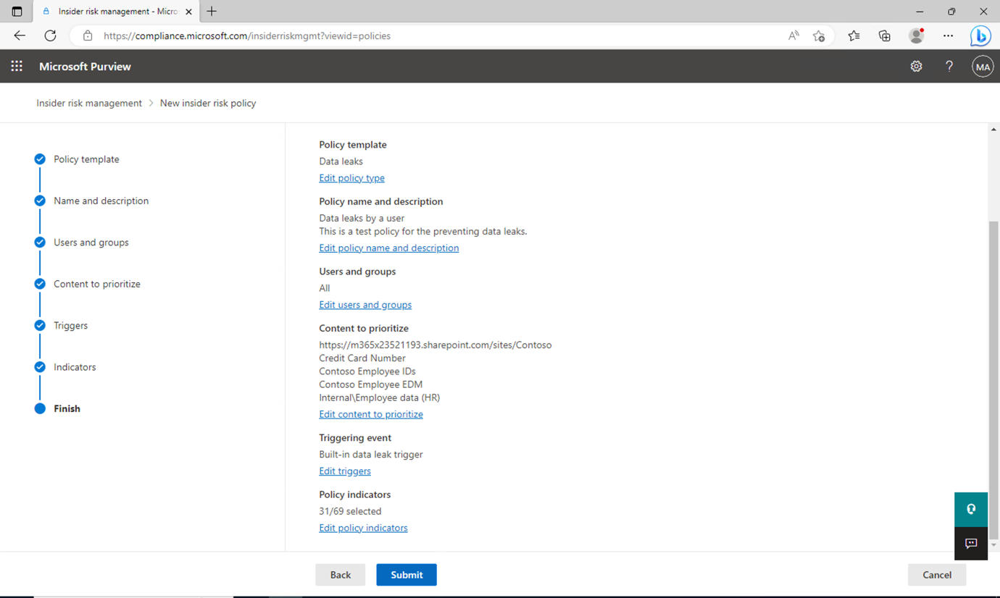 Insider risk management - Micro
https://compliance.microsoft.com/insiderriskmgmt?viewid=policies
Microsoft Purview
?
MA
Insider risk management > New insider risk policy
Policy template
Name and description
Users and groups
Content to prioritize
Triggers
Indicators
Finish
Policy template
Data leaks
Edit policy type
Policy name and description
Data leaks by a user
This is a test policy for the preventing data leaks.
Edit policy name and description
Users and groups
All
Edit users and groups
Content to prioritize
https://m365x23521193.sharepoint.com/sites/Contoso
Credit Card Number
Contoso Employee IDs
Contoso Employee EDM
Internal\Employee data (HR)
Edit content to prioritize
Triggering event
Built-in data leak trigger
Edit triggers
Policy indicators
31/69 selected
Edit policy indicators
Back
Submit
Cancel